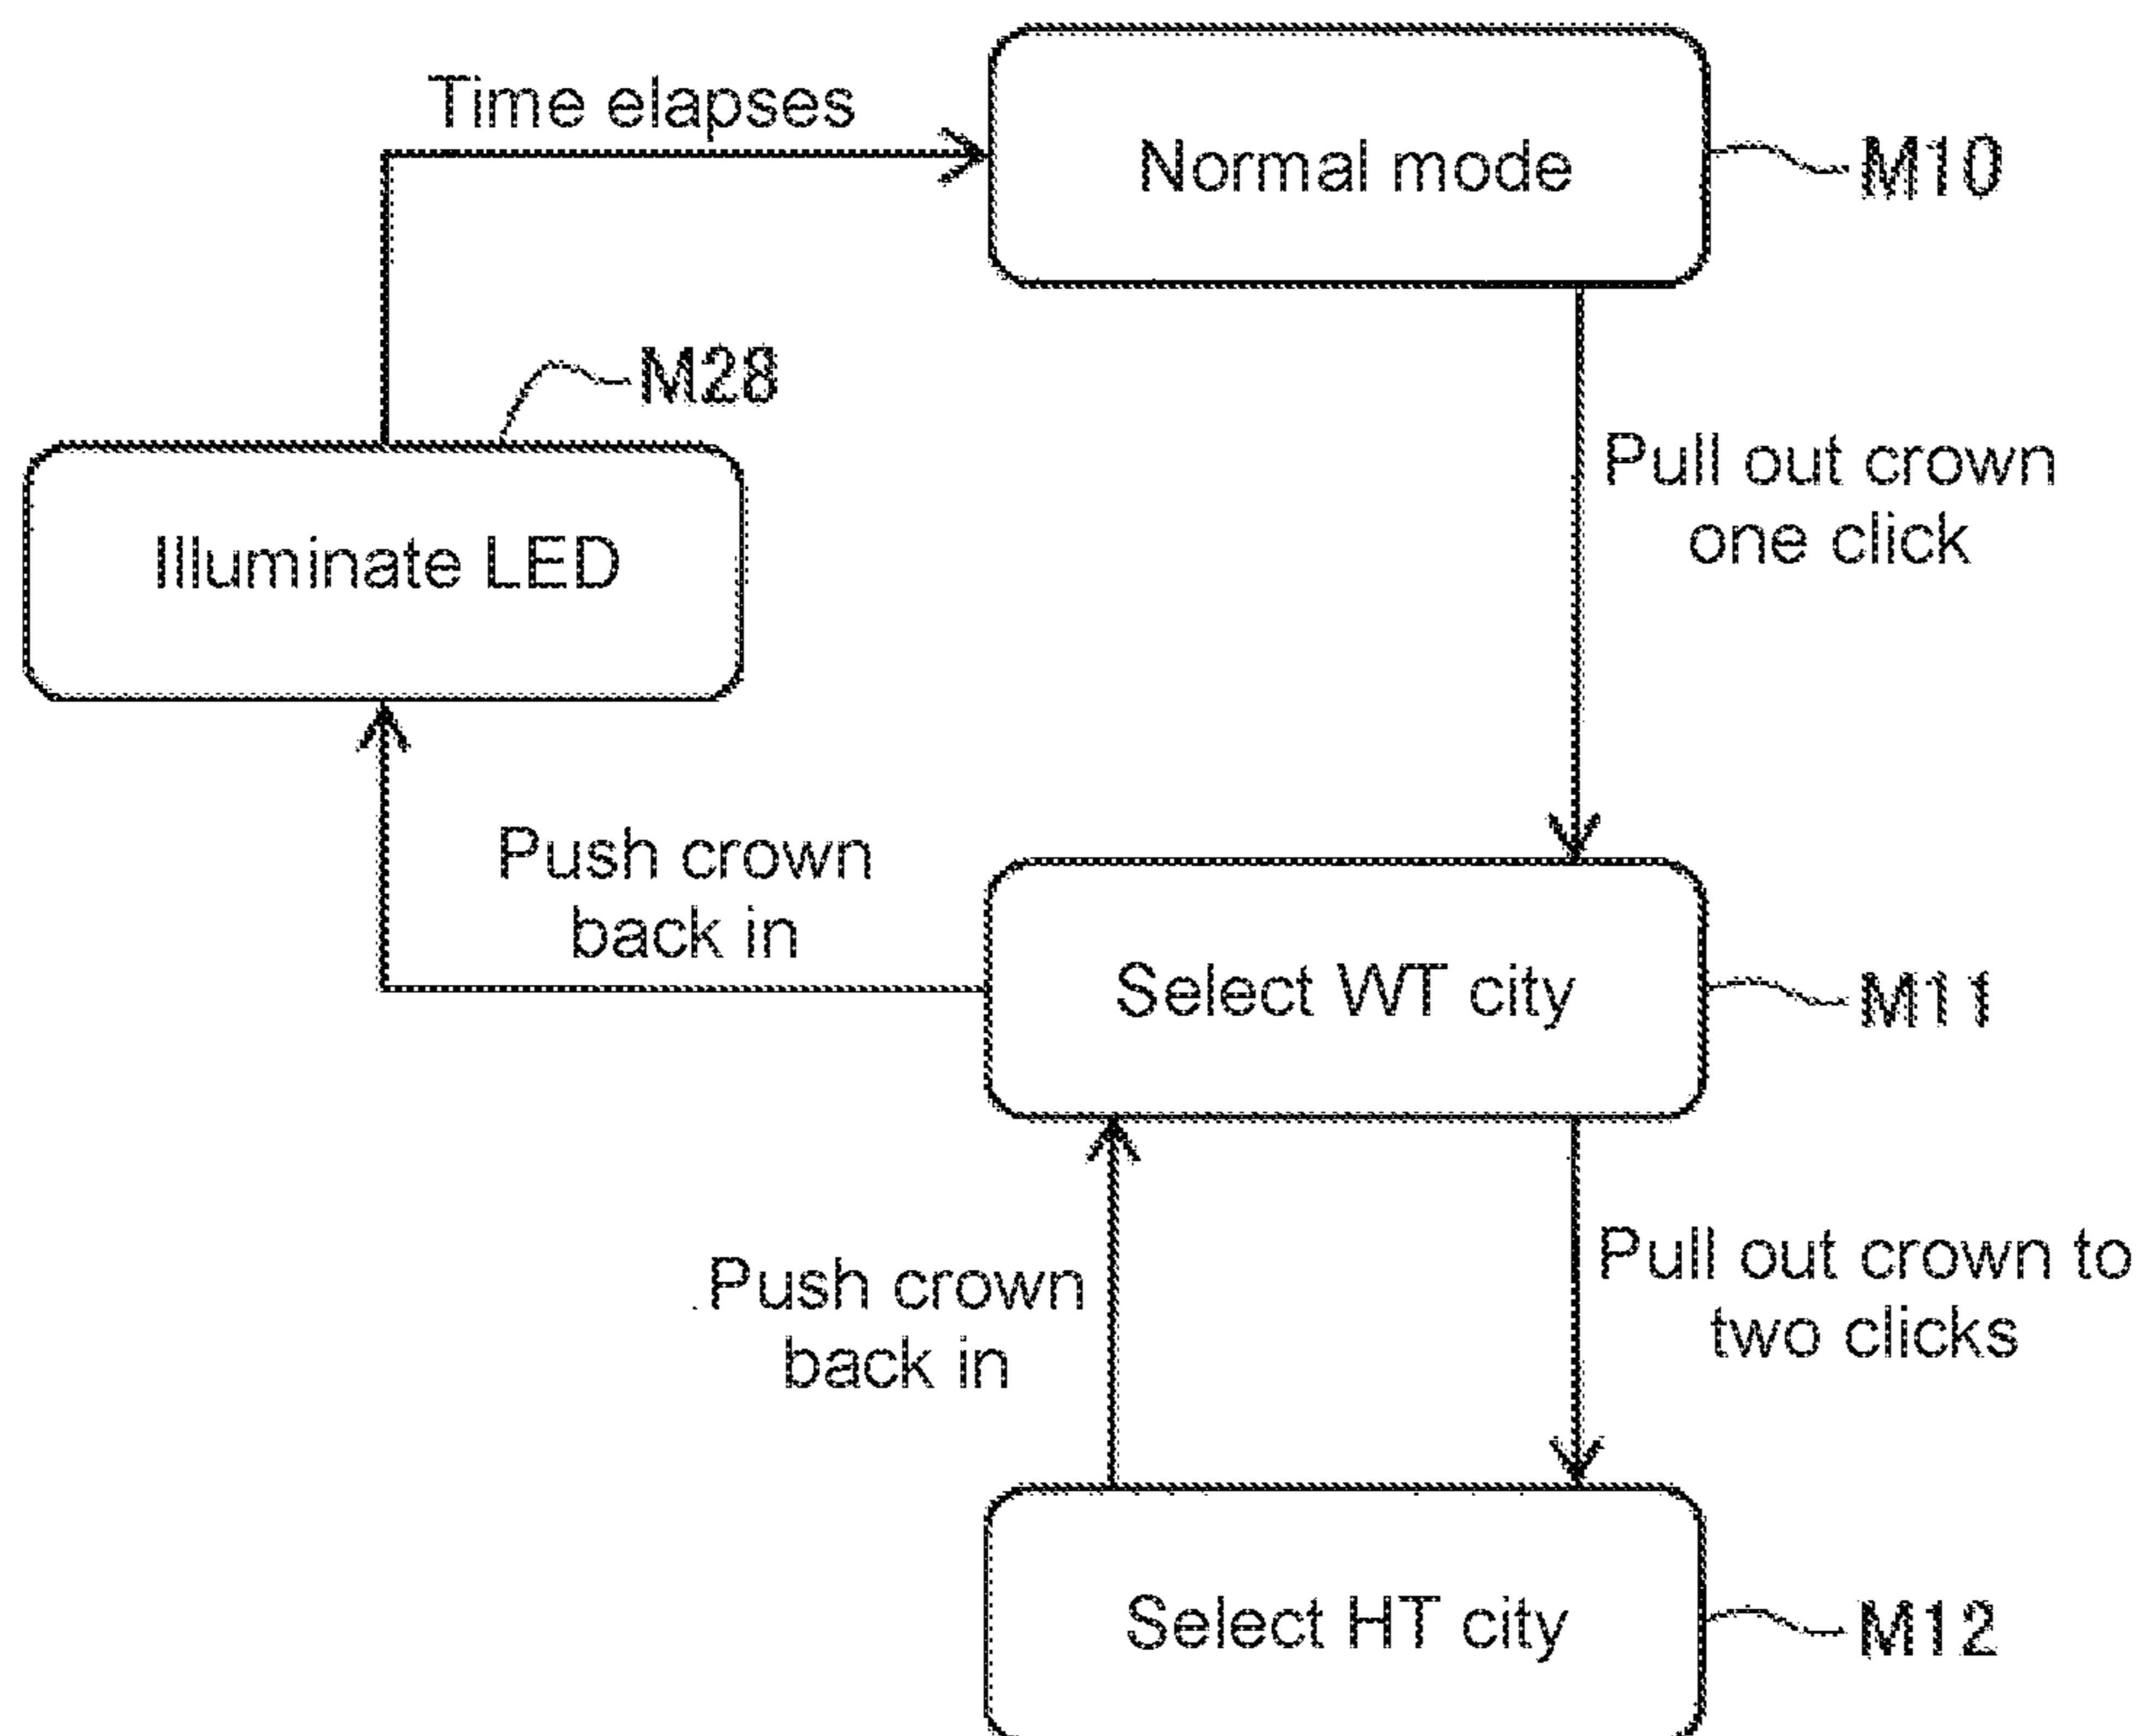 Time elapses
Normal mode
M10
M28
Pull out crown
one click
Illuminate LED
Push crown
back in
Select WT city
M11
Push crown
back in
Pull out crown to
two clicks
Select HT city
M12